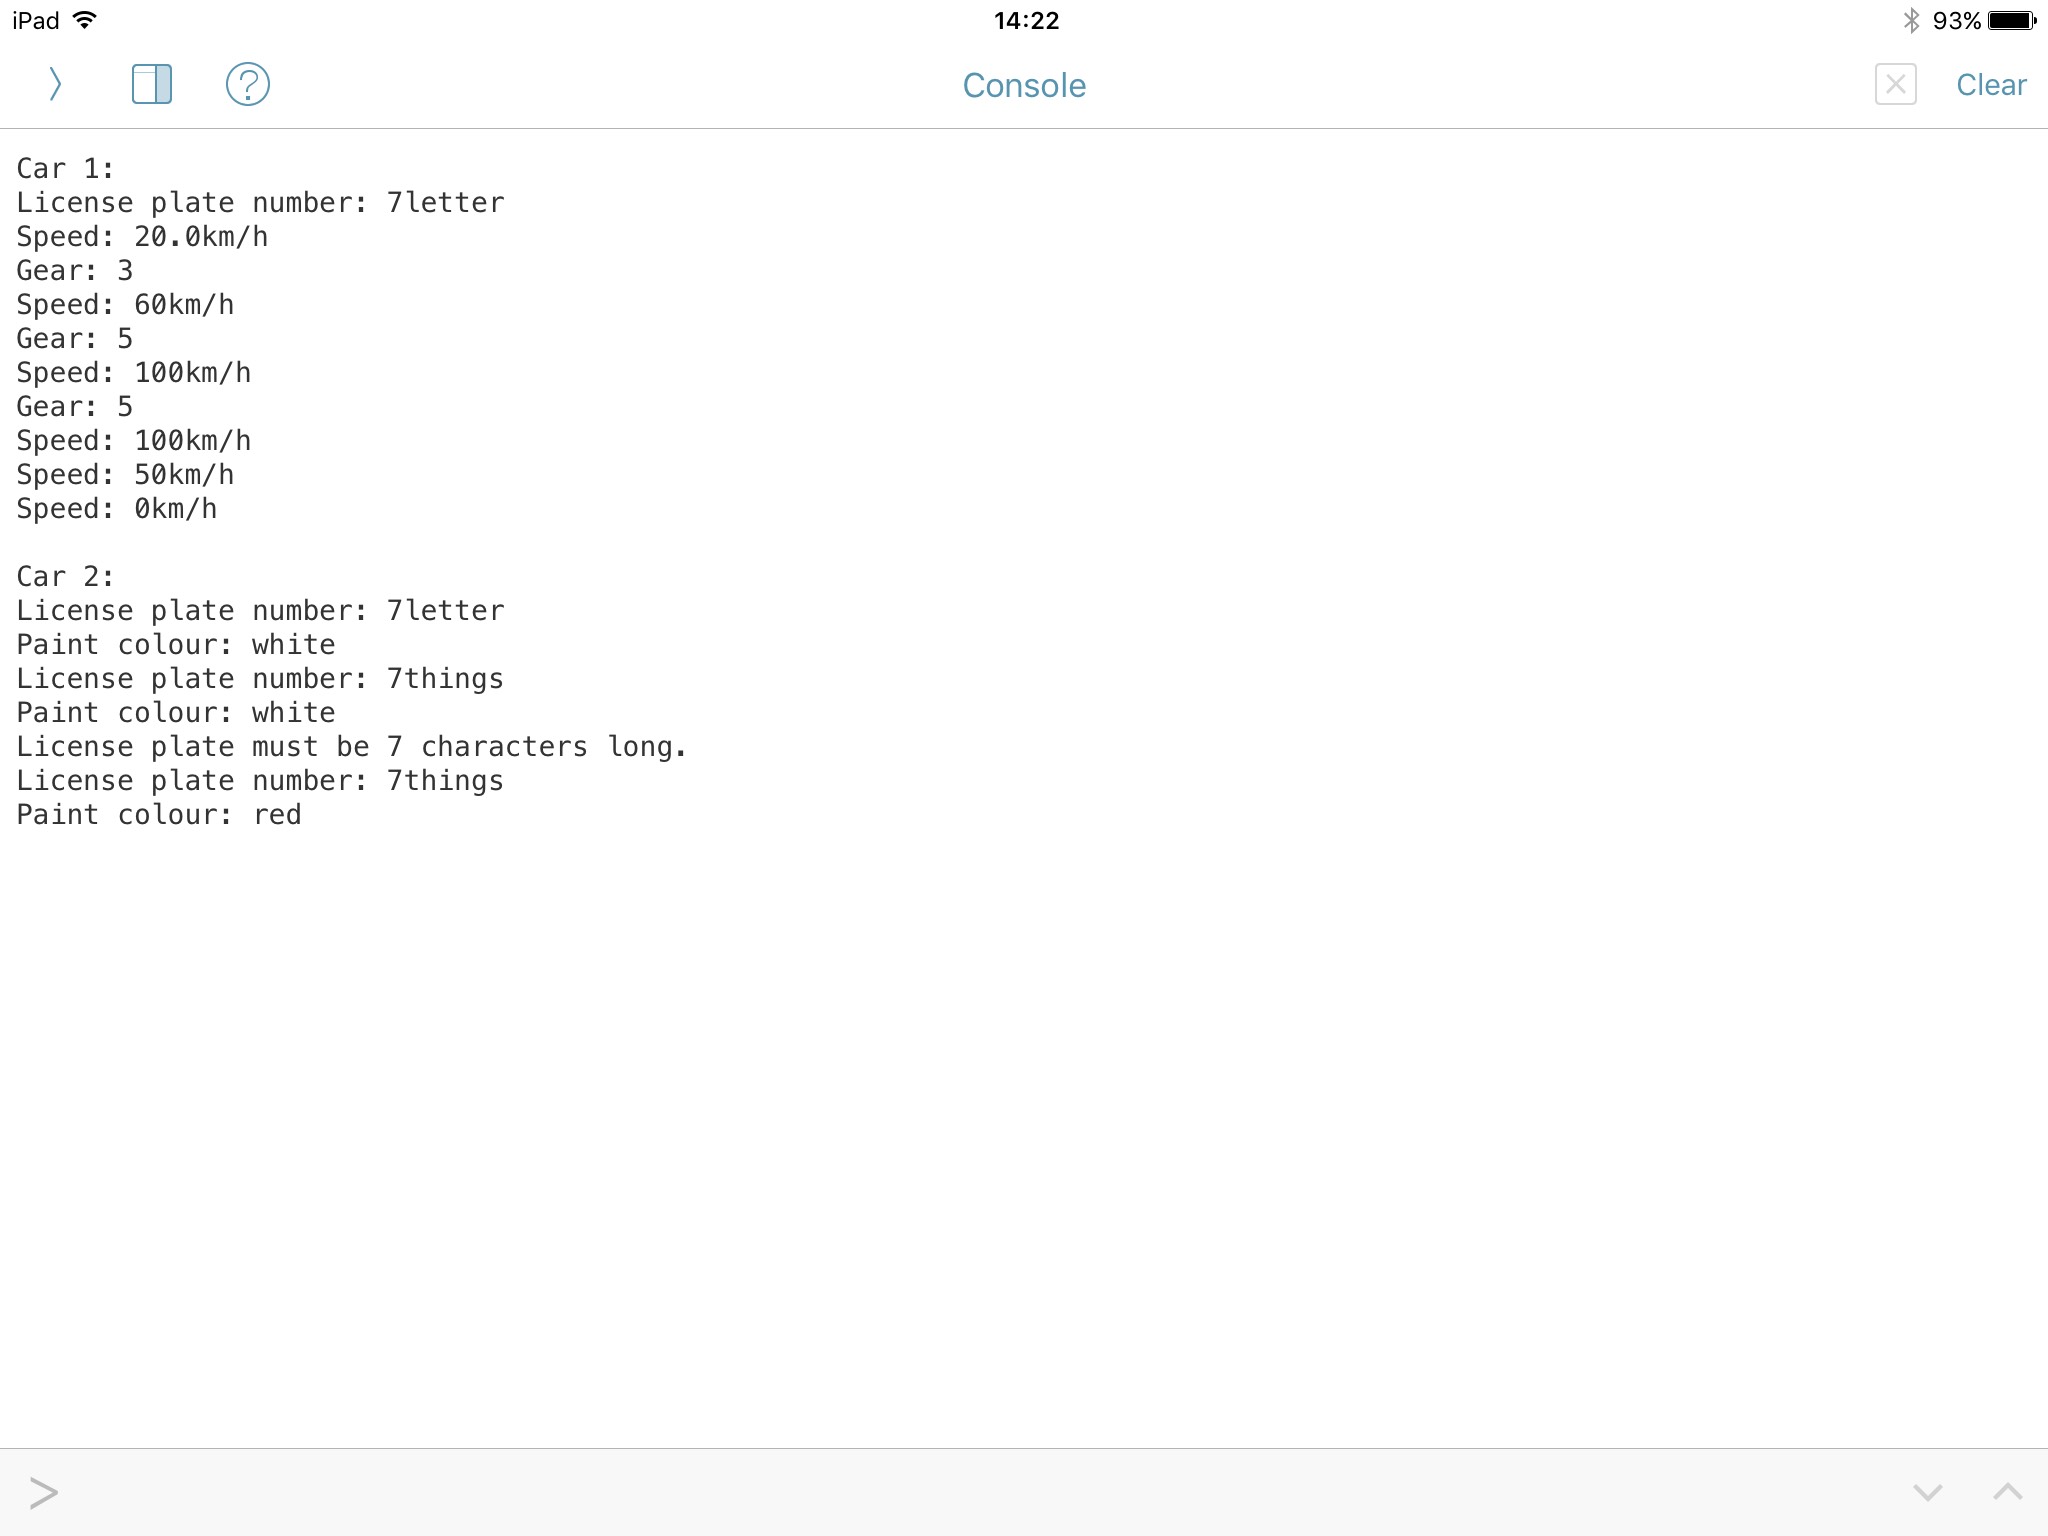 iPad 14:22 93%
Console Clear
Car 1:
License plate number: 7letter
Speed: 20.0km/h
Gear: 3
Speed: 60km/h
Gear: 5
Speed: 100km/h
Gear: 5
Speed: 100km/h
Speed: 50km/h
Speed: 0km/h

Car 2:
License plate number: 7letter
Paint colour: white
License plate number: 7things
Paint colour: white
License plate must be 7 characters long.
License plate number: 7things
Paint colour: red
>